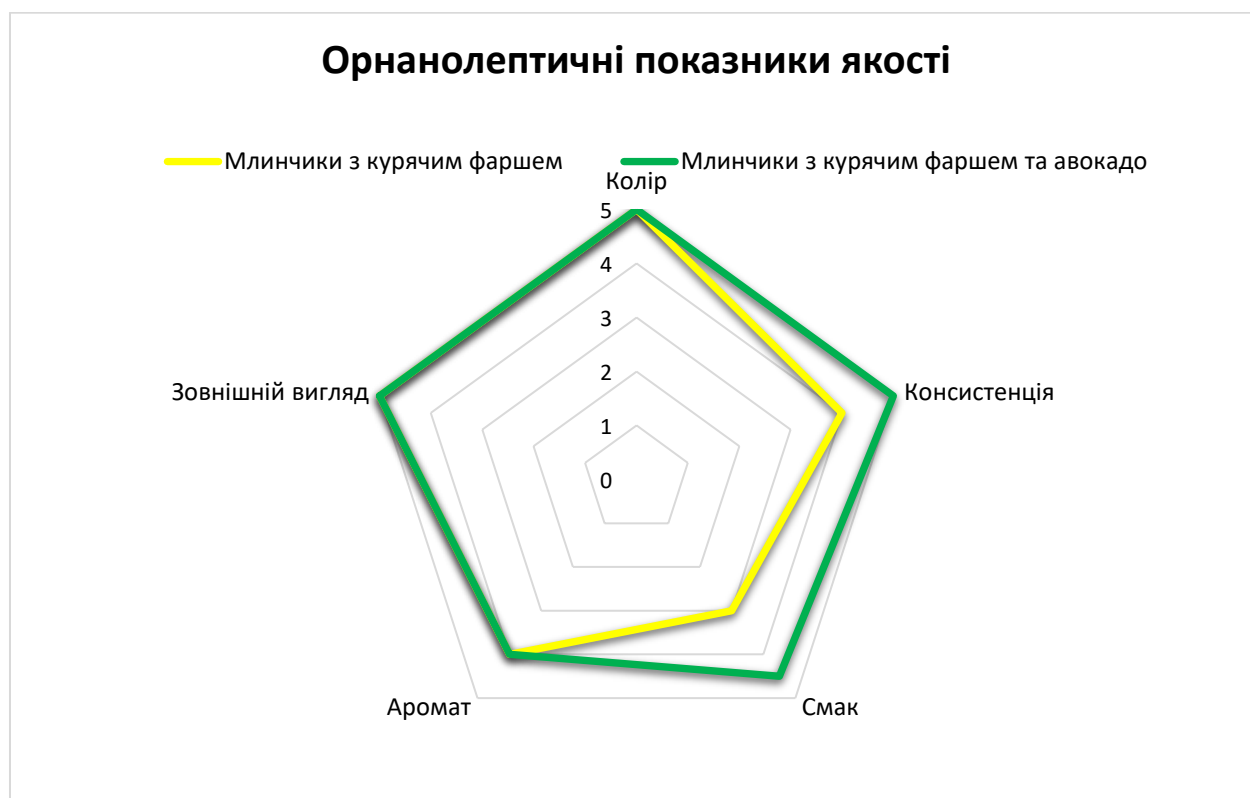 Орнанолептичні показники якості
Млинчики з курячим фаршем
Млинчики з курячим фаршем та авокадо
Колір
5
4
3
2
1
0
Зовнішній вигляд
Консистенція
Аромат
Смак